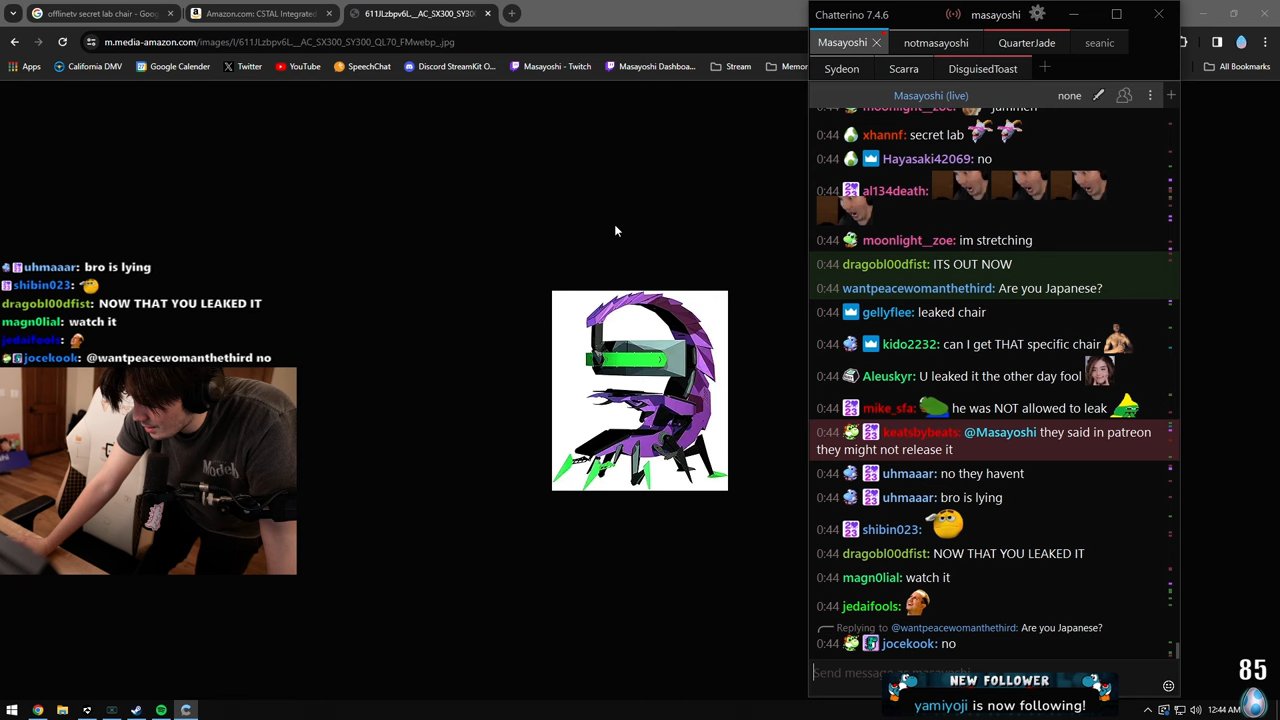 offlinetv secret lab chair - Goog
Amazon.com: CSTAL Integrated
611JLzbpv6L._AC_SX300_SY30
m.media-amazon.com/images/I/611JLzbpv6L.__AC_SX300_SY300_QL70_FMwebp_.jpg
Apps
California DMV
Google Calendar
Twitter
YouTube
SpeechChat
Discord StreamKit O...
Masayoshi - Twitch
Masayoshi Dashboa...
Stream
All Bookmarks
uhmaaar: bro is lying
shibin023:
dragobl00dfist: NOW THAT YOU LEAKED IT
magn0lial: watch it
jedaifools:
jocekook: @wantpeacewomanthethird no
Modek
Chatterino 7.4.6
masayoshi
Masayoshi
notmasayoshi
QuarterJade
seanic
Sydeon
Scarra
DisguisedToast
Masayoshi (live)
none
0:44 xhannf: secret lab
0:44 Hayasaki42069: no
0:44 al134death:
0:44 moonlight__zoe: im stretching
0:44 dragobl00dfist: ITS OUT NOW
0:44 wantpeacewomanthethird: Are you Japanese?
0:44 gellyflee: leaked chair
0:44 kido2232: can I get THAT specific chair
0:44 Aleuskyr: U leaked it the other day fool
0:44 mike_sfa: he was NOT allowed to leak
0:44 keatsbybeats: @Masayoshi they said in patreon
they might not release it
0:44 uhmaaar: no they havent
0:44 uhmaaar: bro is lying
0:44 shibin023:
0:44 dragobl00dfist: NOW THAT YOU LEAKED IT
0:44 magn0lial: watch it
0:44 jedaifools:
Replying to @wantpeacewomanthethird: Are you Japanese?
0:44 jocekook: no
Send message as masayoshi...
NEW FOLLOWER
yamiyoji is now following!
85
12:44 AM